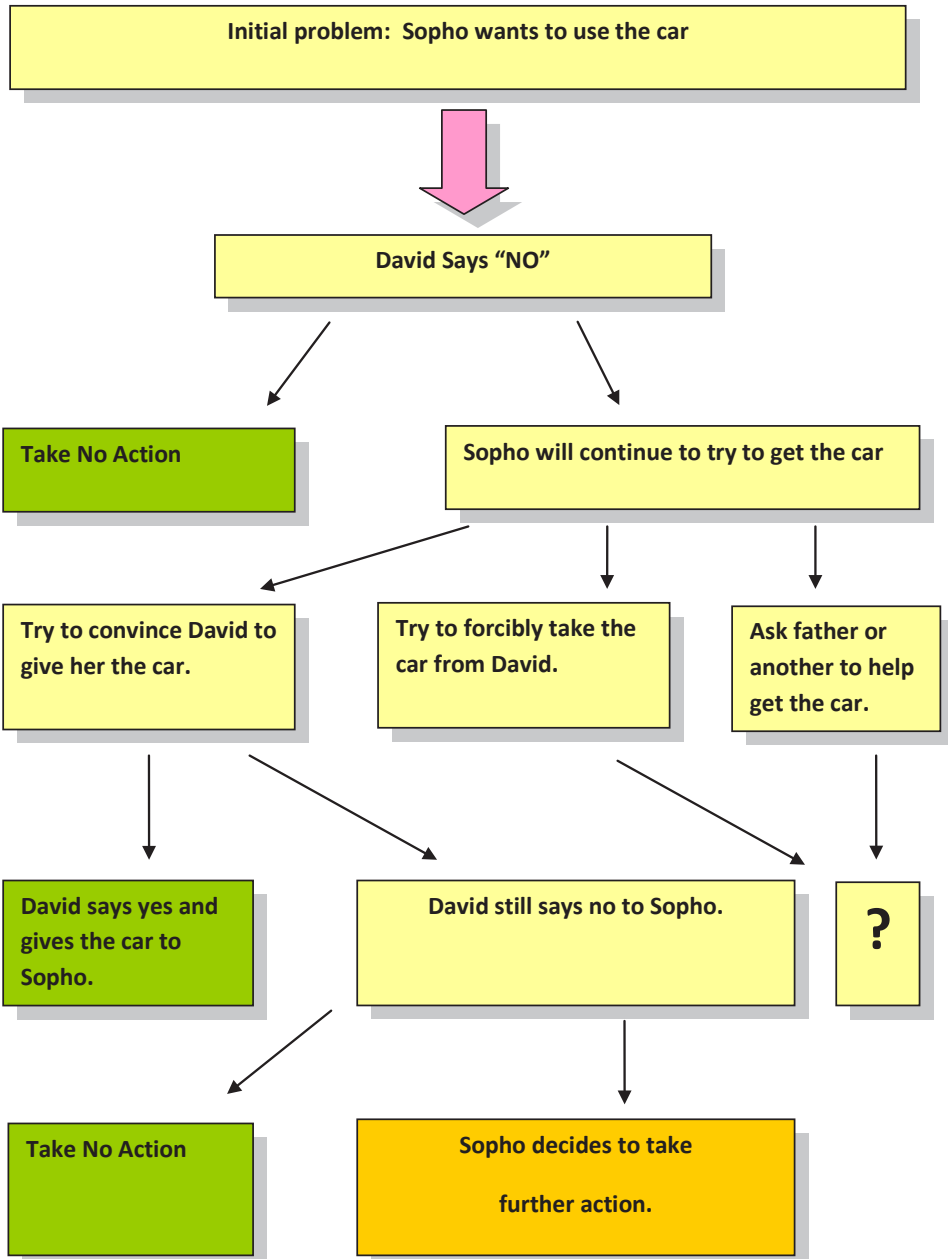 Initial problem:  Sopho wants to use the car
David Says “NO”
Take No Action
Sopho will continue to try to get the car
Try to convince David to
give her the car.
Try to forcibly take the
car from David.
Ask father or
another to help
get the car.
David says yes and
gives the car to
Sopho.
David still says no to Sopho.
?
Take No Action
Sopho decides to take
further action.